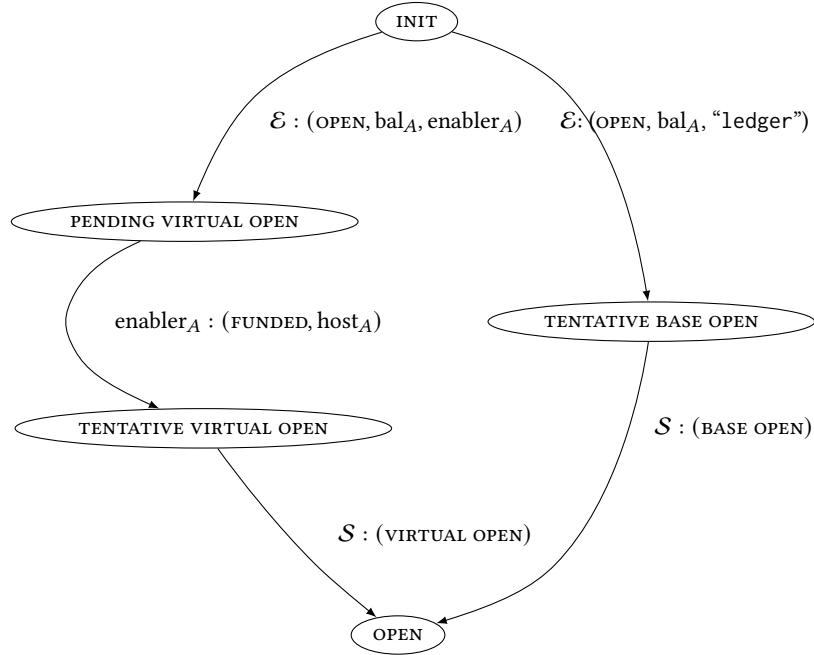 INIT
ℰ : (OPEN, bal_A, enabler_A)
ℰ: (OPEN, bal_A, “ledger”)
PENDING VIRTUAL OPEN
enabler_A : (FUNDED, host_A)
TENTATIVE BASE OPEN
TENTATIVE VIRTUAL OPEN
𝒮 : (BASE OPEN)
𝒮 : (VIRTUAL OPEN)
OPEN